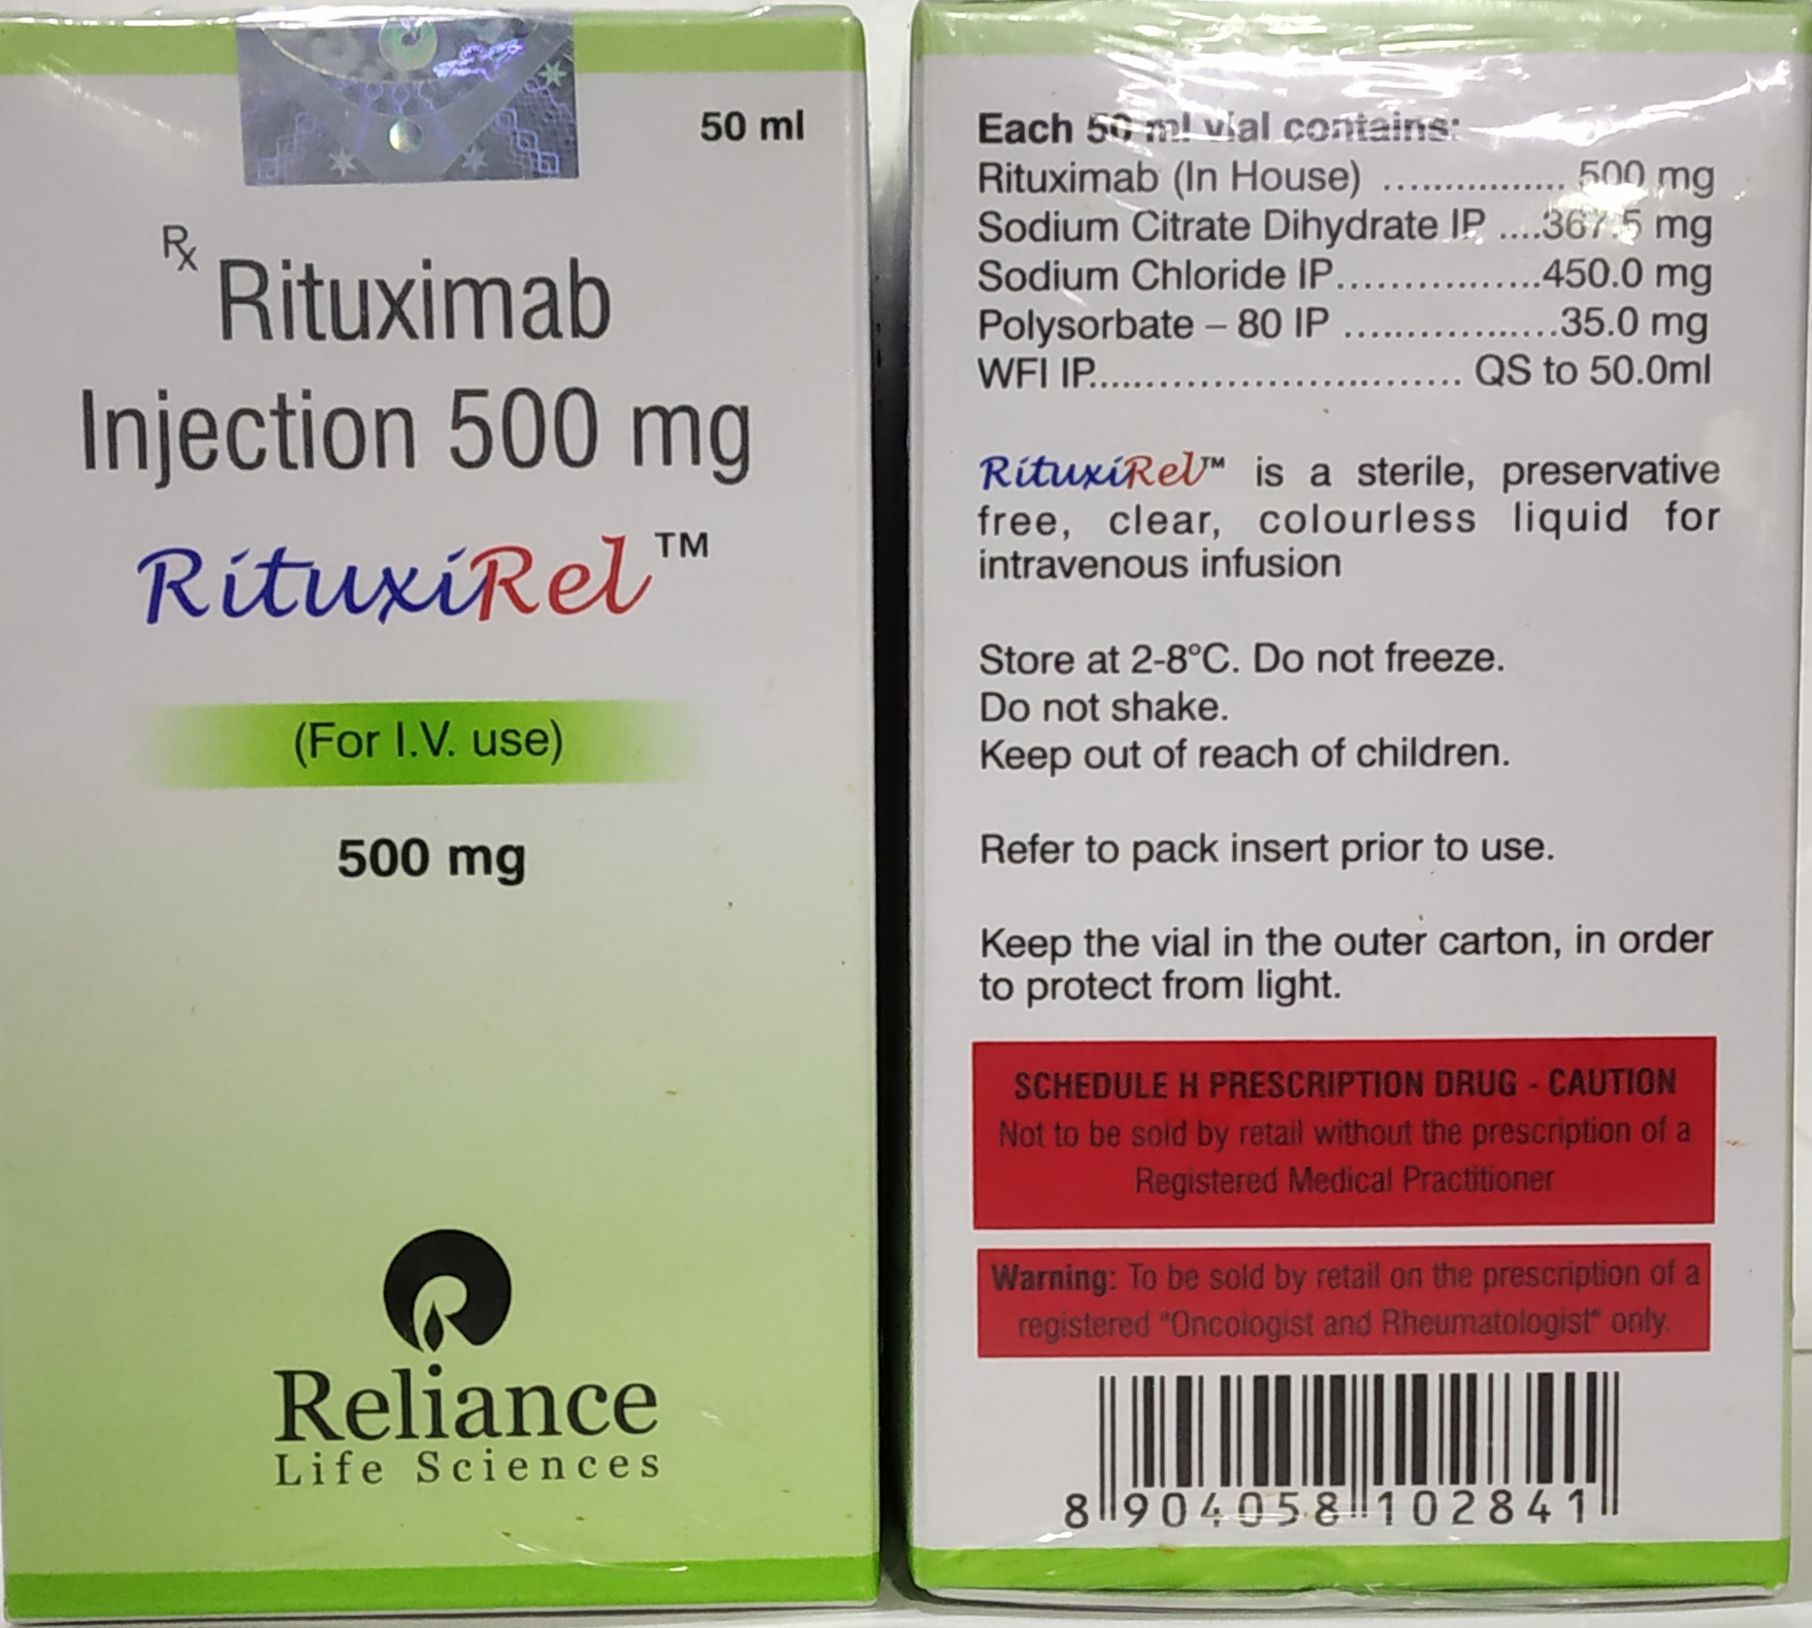 50 ml
Rx Rituximab
Injection 500 mg
RituxiRel™
(For I.V. use)
500 mg
Reliance
Life Sciences
Each 50 ml vial contains:
Rituximab (In House) ................ 500 mg
Sodium Citrate Dihydrate IP ....367.5 mg
Sodium Chloride IP..................450.0 mg
Polysorbate – 80 IP ...................35.0 mg
WFI IP................................. QS to 50.0ml
RituxiRel™ is a sterile, preservative
free, clear, colourless liquid for
intravenous infusion
Store at 2-8°C. Do not freeze.
Do not shake.
Keep out of reach of children.
Refer to pack insert prior to use.
Keep the vial in the outer carton, in order
to protect from light.
SCHEDULE H PRESCRIPTION DRUG - CAUTION
Not to be sold by retail without the prescription of a
Registered Medical Practitioner
Warning: To be sold by retail on the prescription of a
registered "Oncologist and Rheumatologist" only.
8 904058 102841